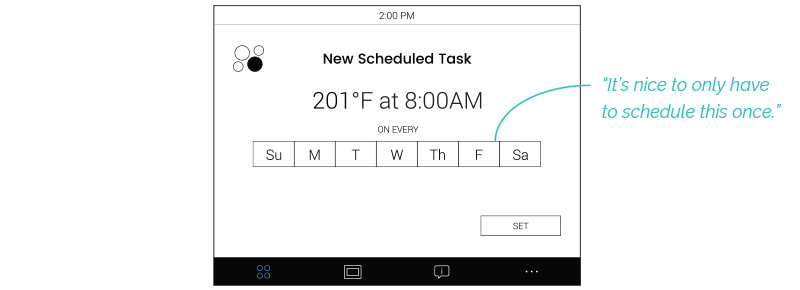 2:00 PM
New Scheduled Task
201°F at 8:00AM
ON EVERY
Su M T W Th F Sa
SET
“It’s nice to only have
to schedule this once.”